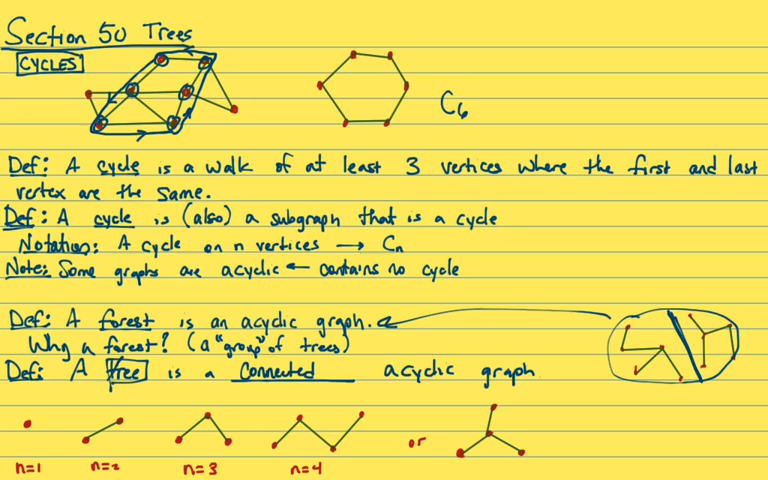 Section 50 Trees
CYCLES
C6
Def: A cycle is a walk of at least 3 vertices where the first and last
vertex are the same.
Def: A cycle is (also) a subgraph that is a cycle
Notation: A cycle on n vertices → Cn
Note: Some graphs are acyclic ← contains no cycle
Def: A forest is an acyclic graph.
Why a forest? (a "group" of trees)
Def: A tree is a connected acyclic graph
or
n=1 n=2 n=3 n=4